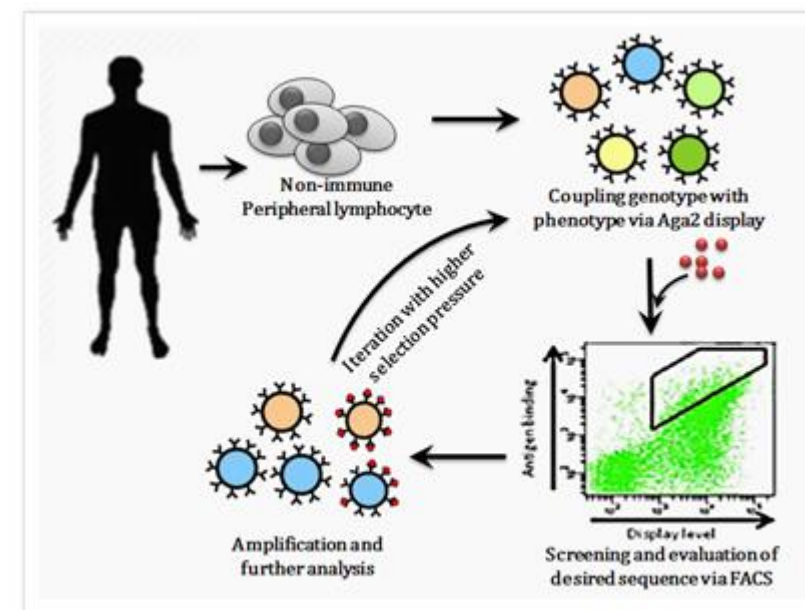 Non-immune
Peripheral lymphocyte
Coupling genotype with
phenotype via Aga2 display
Iteration with higher
selection pressure
Antigen binding
Display level
Screening and evaluation of
desired sequence via FACS
Amplification and
further analysis